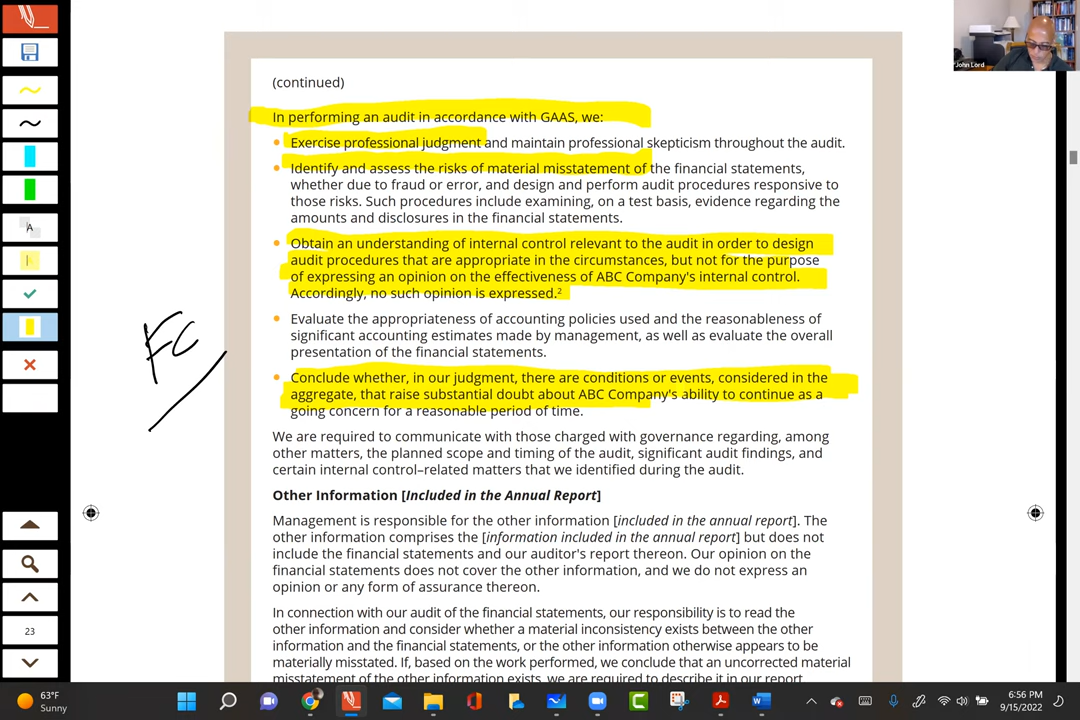 John Lord
(continued)
In performing an audit in accordance with GAAS, we:
• Exercise professional judgment and maintain professional skepticism throughout the audit.
• Identify and assess the risks of material misstatement of the financial statements,
whether due to fraud or error, and design and perform audit procedures responsive to
those risks. Such procedures include examining, on a test basis, evidence regarding the
amounts and disclosures in the financial statements.
• Obtain an understanding of internal control relevant to the audit in order to design
audit procedures that are appropriate in the circumstances, but not for the purpose
of expressing an opinion on the effectiveness of ABC Company's internal control.
Accordingly, no such opinion is expressed.²
• Evaluate the appropriateness of accounting policies used and the reasonableness of
significant accounting estimates made by management, as well as evaluate the overall
presentation of the financial statements.
FC
• Conclude whether, in our judgment, there are conditions or events, considered in the
aggregate, that raise substantial doubt about ABC Company's ability to continue as a
going concern for a reasonable period of time.
We are required to communicate with those charged with governance regarding, among
other matters, the planned scope and timing of the audit, significant audit findings, and
certain internal control–related matters that we identified during the audit.
Other Information [Included in the Annual Report]
Management is responsible for the other information [included in the annual report]. The
other information comprises the [information included in the annual report] but does not
include the financial statements and our auditor's report thereon. Our opinion on the
financial statements does not cover the other information, and we do not express an
opinion or any form of assurance thereon.
In connection with our audit of the financial statements, our responsibility is to read the
other information and consider whether a material inconsistency exists between the other
information and the financial statements, or the other information otherwise appears to be
materially misstated. If, based on the work performed, we conclude that an uncorrected material
misstatement of the other information exists, we are required to describe it in our report.
A
23
63°F
Sunny
6:56 PM
9/15/2022